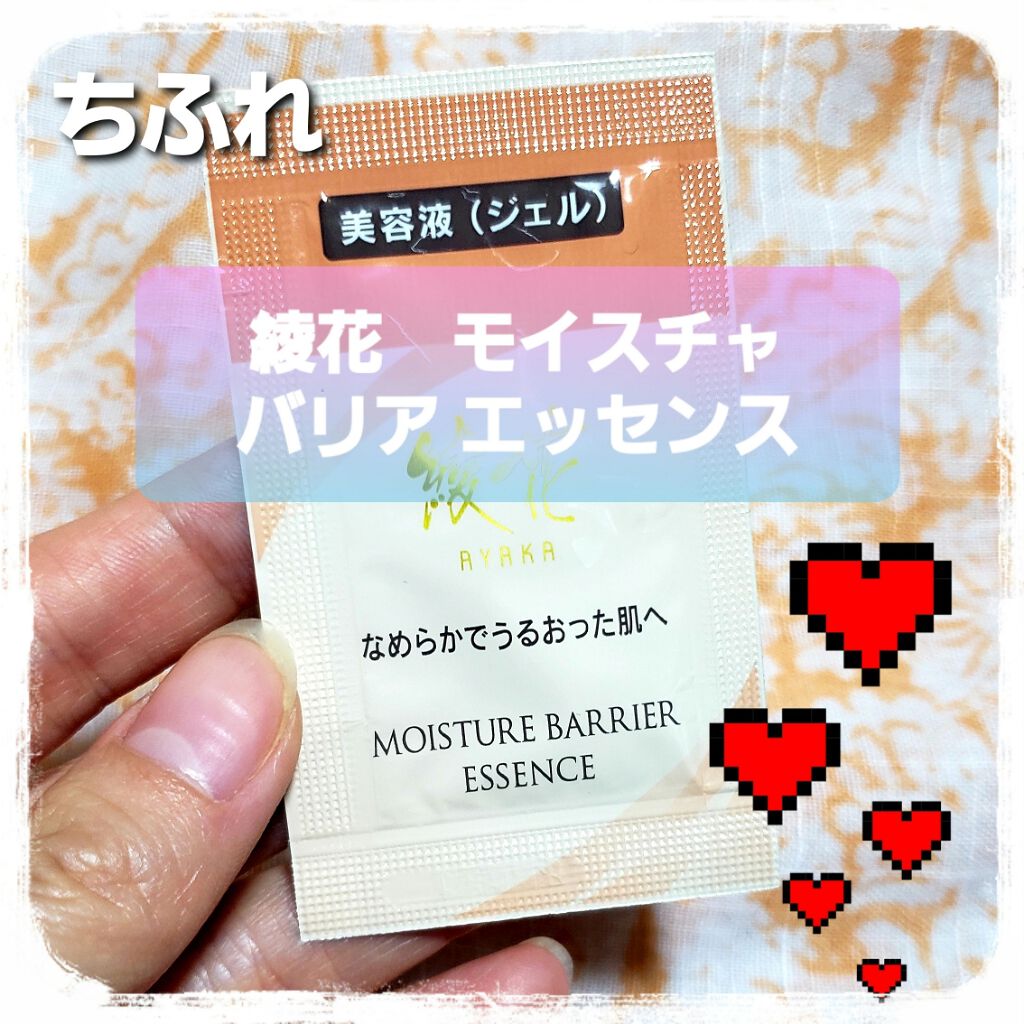 ちふれ
美容液（ジェル）
綾花　モイスチャ
バリア エッセンス
綾花
AYAKA
なめらかでうるおった肌へ
MOISTURE BARRIER
ESSENCE